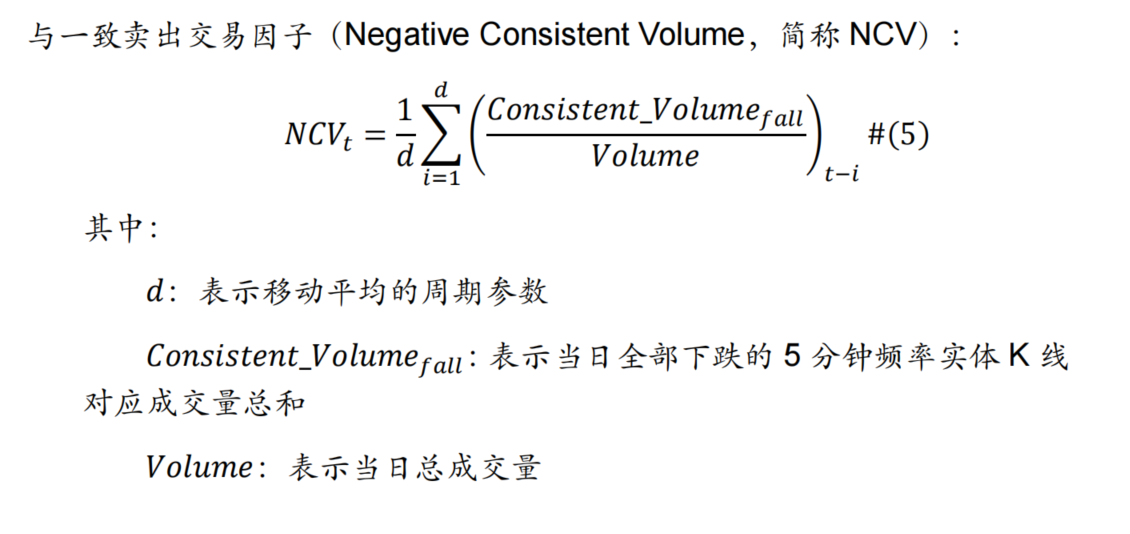 与一致卖出交易因子（Negative Consistent Volume，简称 NCV）:
$NCV_t = \frac{1}{d}\sum_{i=1}^{d}\left(\frac{Consistent\_Volume_{fall}}{Volume}\right)_{t-i}$ #(5)
其中:
d: 表示移动平均的周期参数
Consistent_Volume_{fall}: 表示当日全部下跌的 5 分钟频率实体 K 线
对应成交量总和
Volume: 表示当日总成交量